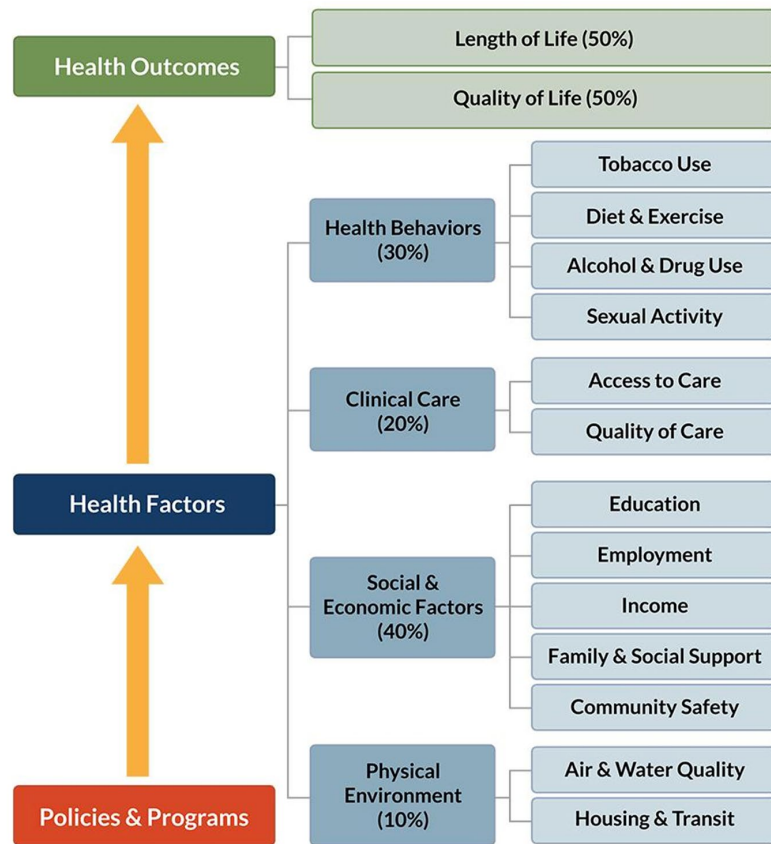 Health Outcomes
Length of Life (50%)
Quality of Life (50%)
Health Factors
Health Behaviors
(30%)
Tobacco Use
Diet & Exercise
Alcohol & Drug Use
Sexual Activity
Clinical Care
(20%)
Access to Care
Quality of Care
Social &
Economic Factors
(40%)
Education
Employment
Income
Family & Social Support
Community Safety
Physical
Environment
(10%)
Air & Water Quality
Housing & Transit
Policies & Programs